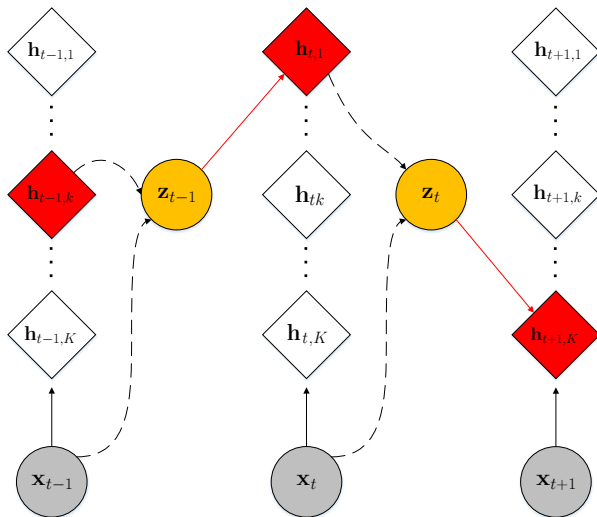 h_{t−1,1} h_{t,1} h_{t+1,1}
h_{t−1,k} z_{t−1} h_{tk} z_t h_{t+1,k}
h_{t−1,K} h_{t,K} h_{t+1,K}
x_{t−1} x_t x_{t+1}